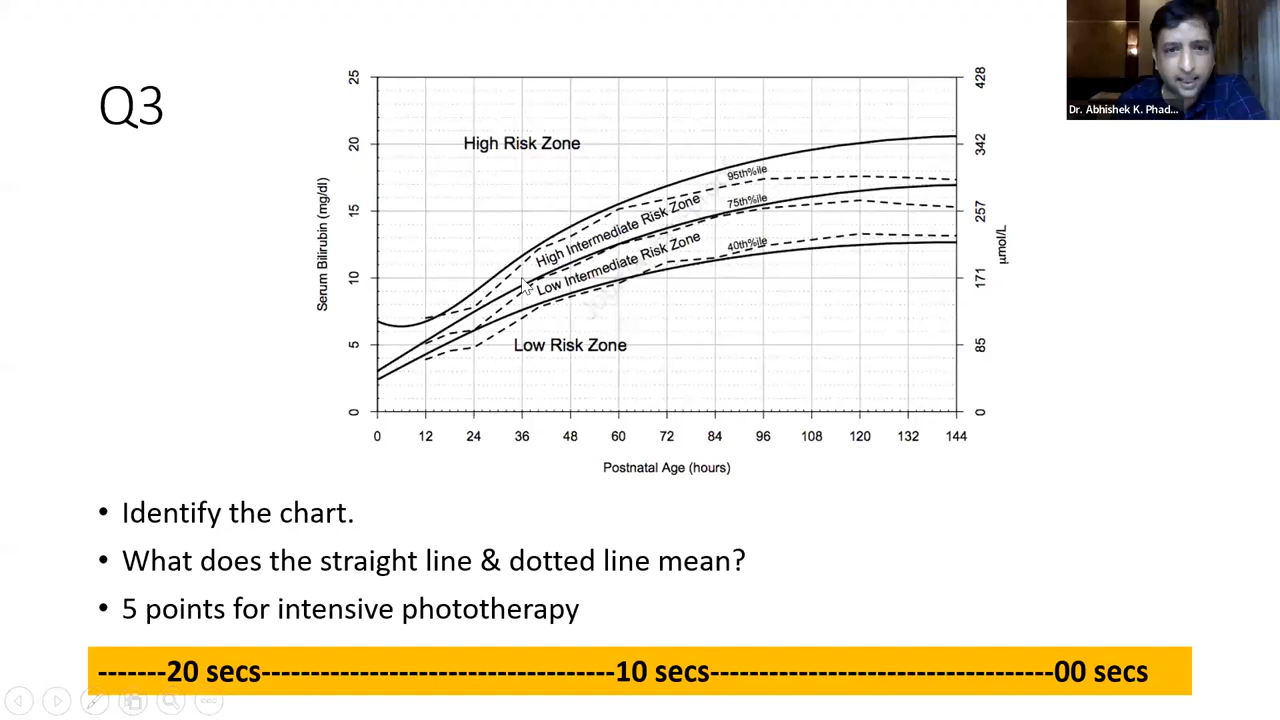 Dr. Abhishek K. Phad...
Q3
High Risk Zone
95th%ile
High Intermediate Risk Zone
75th%ile
Low Intermediate Risk Zone
40th%ile
Low Risk Zone
Serum Bilirubin (mg/dl)
25
20
15
10
5
0
428
342
257
171
85
0
µmol/L
0 12 24 36 48 60 72 84 96 108 120 132 144
Postnatal Age (hours)
• Identify the chart.
• What does the straight line & dotted line mean?
• 5 points for intensive phototherapy
-------20 secs------------------------------------10 secs-----------------------------------00 secs